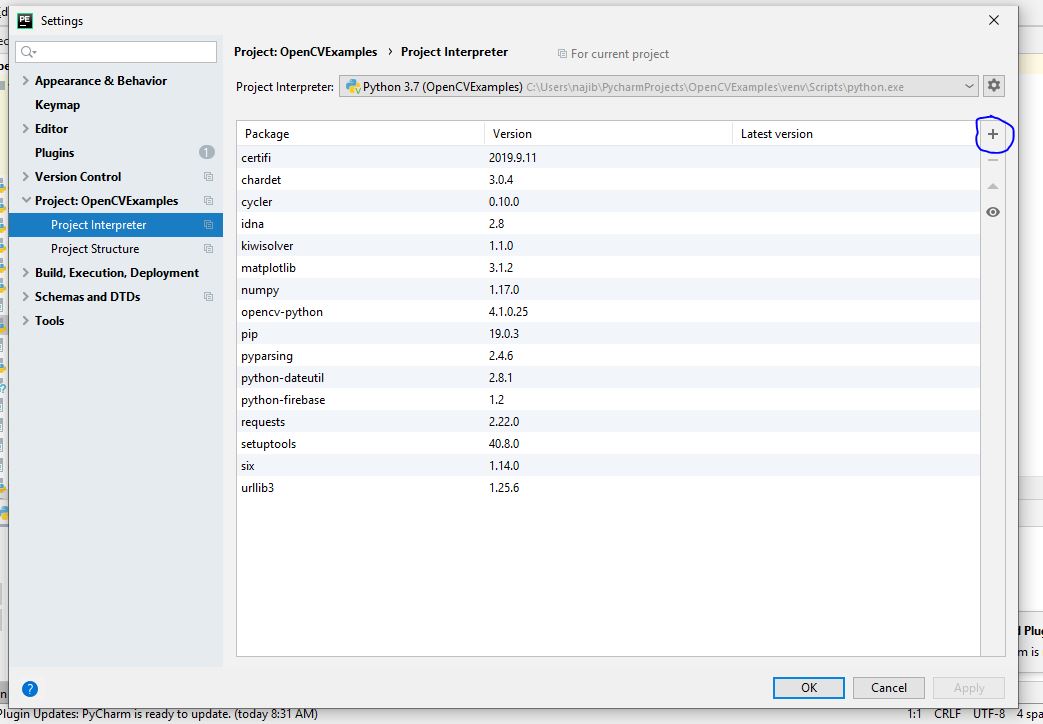 PE Settings
Project: OpenCVExamples › Project Interpreter For current project
Appearance & Behavior
Keymap
Editor
Plugins 1
Version Control
Project: OpenCVExamples
Project Interpreter
Project Structure
Build, Execution, Deployment
Schemas and DTDs
Tools
Project Interpreter: Python 3.7 (OpenCVExamples) C:\Users\najib\PycharmProjects\OpenCVExamples\venv\Scripts\python.exe
Package Version Latest version
certifi 2019.9.11
chardet 3.0.4
cycler 0.10.0
idna 2.8
kiwisolver 1.1.0
matplotlib 3.1.2
numpy 1.17.0
opencv-python 4.1.0.25
pip 19.0.3
pyparsing 2.4.6
python-dateutil 2.8.1
python-firebase 1.2
requests 2.22.0
setuptools 40.8.0
six 1.14.0
urllib3 1.25.6
? OK Cancel Apply
Plugin Updates: PyCharm is ready to update. (today 8:31 AM) 1:1 CRLF UTF-8 4 spa